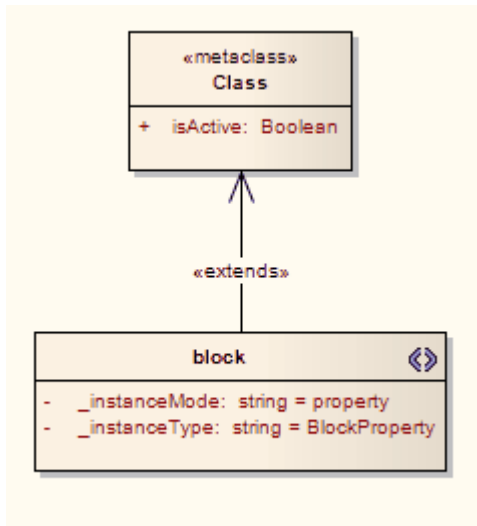 «metaclass»
Class
+ isActive: Boolean
«extends»
block
- _instanceMode: string = property
- _instanceType: string = BlockProperty